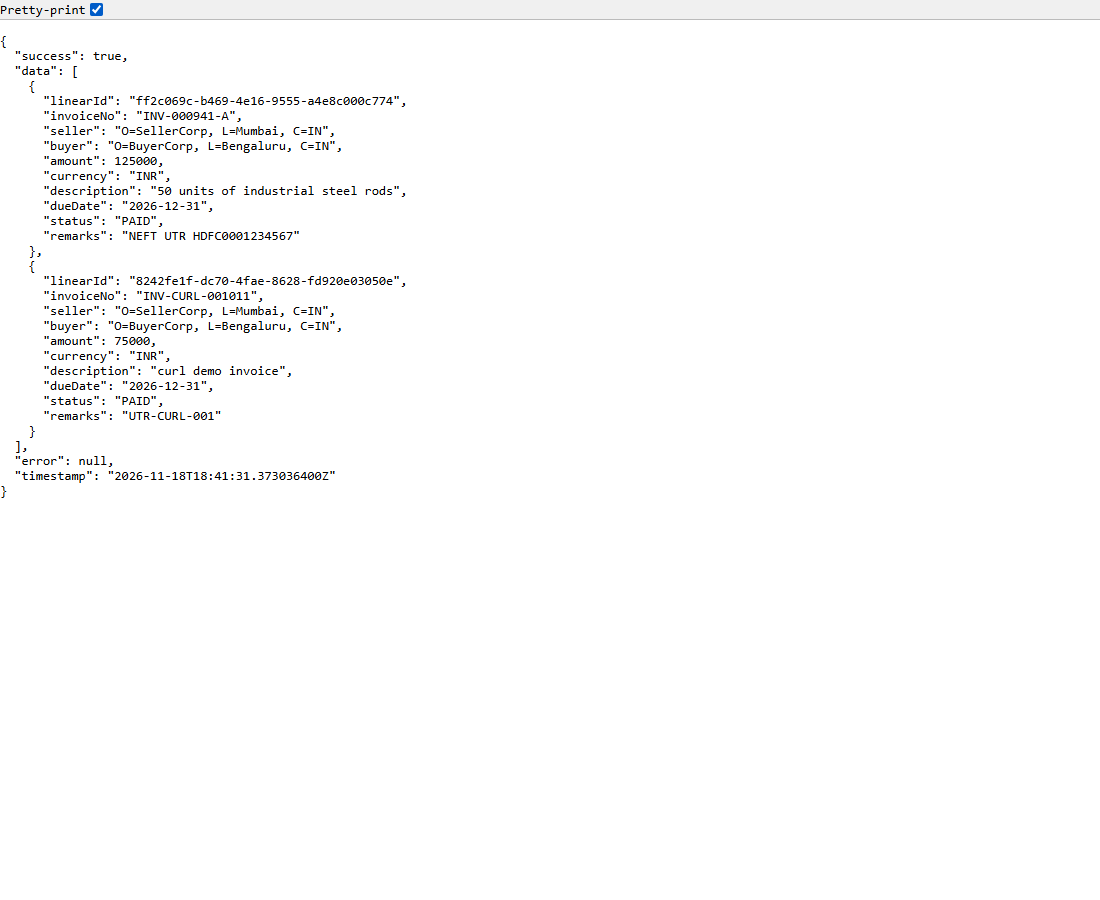 Pretty-print
{
  "success": true,
  "data": [
    {
      "linearId": "ff2c069c-b469-4e16-9555-a4e8c000c774",
      "invoiceNo": "INV-000941-A",
      "seller": "O=SellerCorp, L=Mumbai, C=IN",
      "buyer": "O=BuyerCorp, L=Bengaluru, C=IN",
      "amount": 125000,
      "currency": "INR",
      "description": "50 units of industrial steel rods",
      "dueDate": "2026-12-31",
      "status": "PAID",
      "remarks": "NEFT UTR HDFC0001234567"
    },
    {
      "linearId": "8242fe1f-dc70-4fae-8628-fd920e03050e",
      "invoiceNo": "INV-CURL-001011",
      "seller": "O=SellerCorp, L=Mumbai, C=IN",
      "buyer": "O=BuyerCorp, L=Bengaluru, C=IN",
      "amount": 75000,
      "currency": "INR",
      "description": "curl demo invoice",
      "dueDate": "2026-12-31",
      "status": "PAID",
      "remarks": "UTR-CURL-001"
    }
  ],
  "error": null,
  "timestamp": "2026-11-18T18:41:31.373036400Z"
}